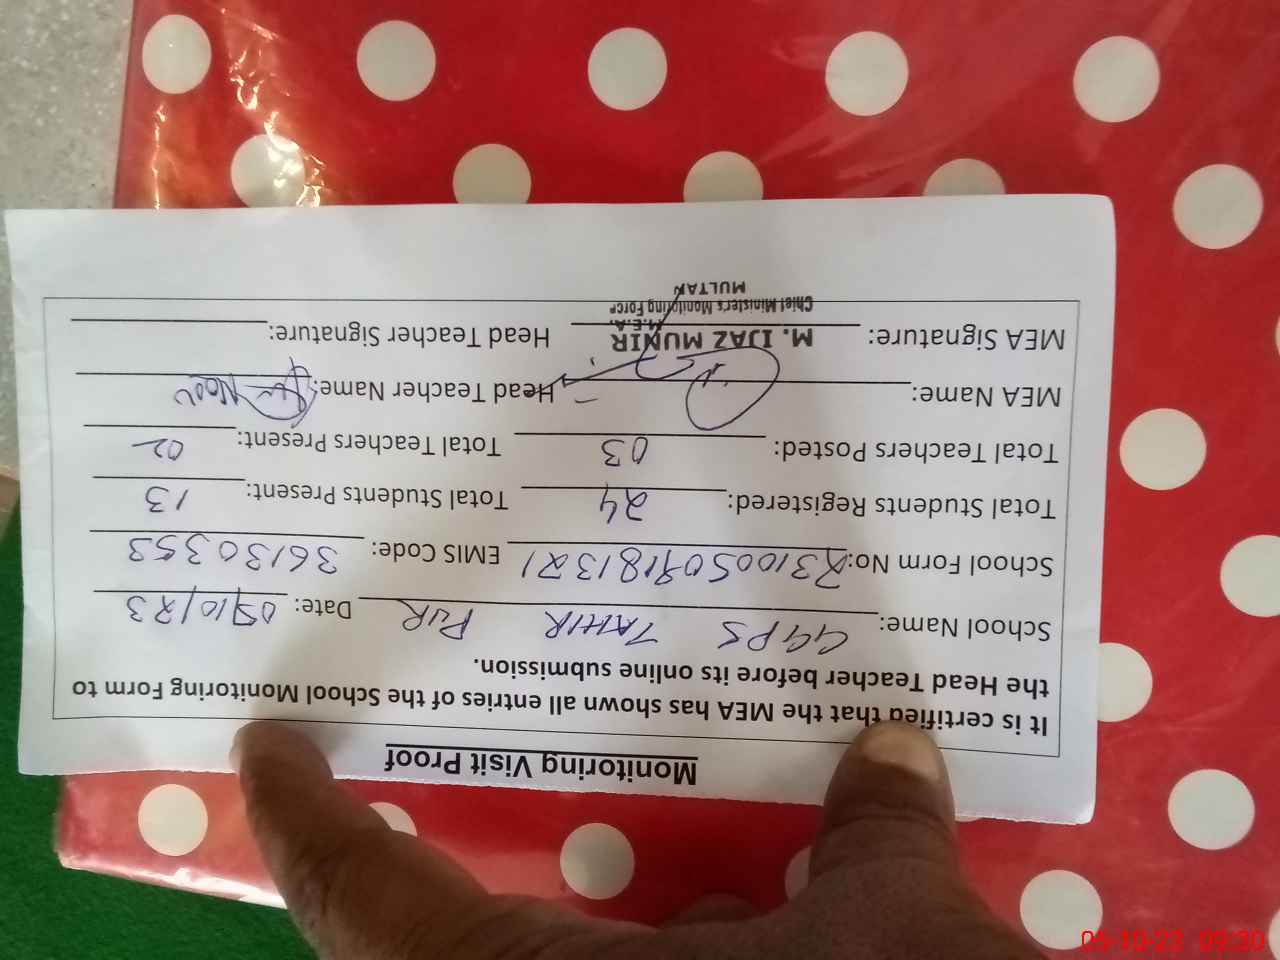 Monitoring Visit Proof
It is certified that the MEA has shown all entries of the School Monitoring Form to
the Head Teacher before its online submission.
School Name: GGPS TAHIR PUR Date: 05/10/23
School Form No: 23100509181321 EMIS Code: 36130353
Total Students Registered: 24 Total Students Present: 13
Total Teachers Posted: 03 Total Teachers Present: 02
MEA Name: Head Teacher Name:
MEA Signature: M. IJAZ MUNIR Head Teacher Signature:
M.E.A.
Chief Minister's Monitoring Force
MULTAN
05-10-23 09:30